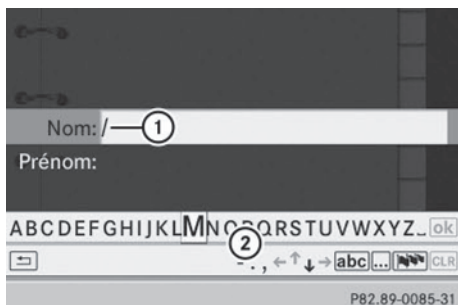 Nom: / 1
Prénom:
ABCDEFGHIJKLMNOPQRSTUVWXYZ_ ok
2
- . , ←↑↓→ abc ... CLR
P82.89-0085-31